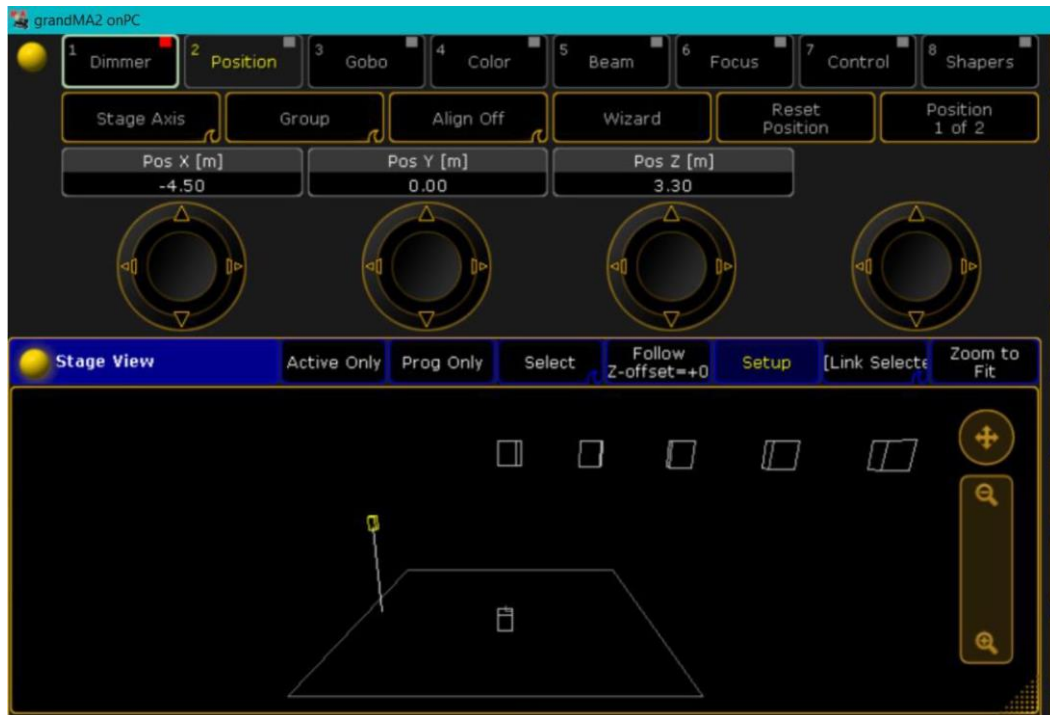 grandMA2 onPC
1 Dimmer 2 Position 3 Gobo 4 Color 5 Beam 6 Focus 7 Control 8 Shapers
Stage Axis Group Align Off Wizard Reset Position Position 1 of 2
Pos X [m] Pos Y [m] Pos Z [m]
-4.50 0.00 3.30
Stage View Active Only Prog Only Select Follow Z-offset=+0 Setup [Link Selecte Zoom to Fit